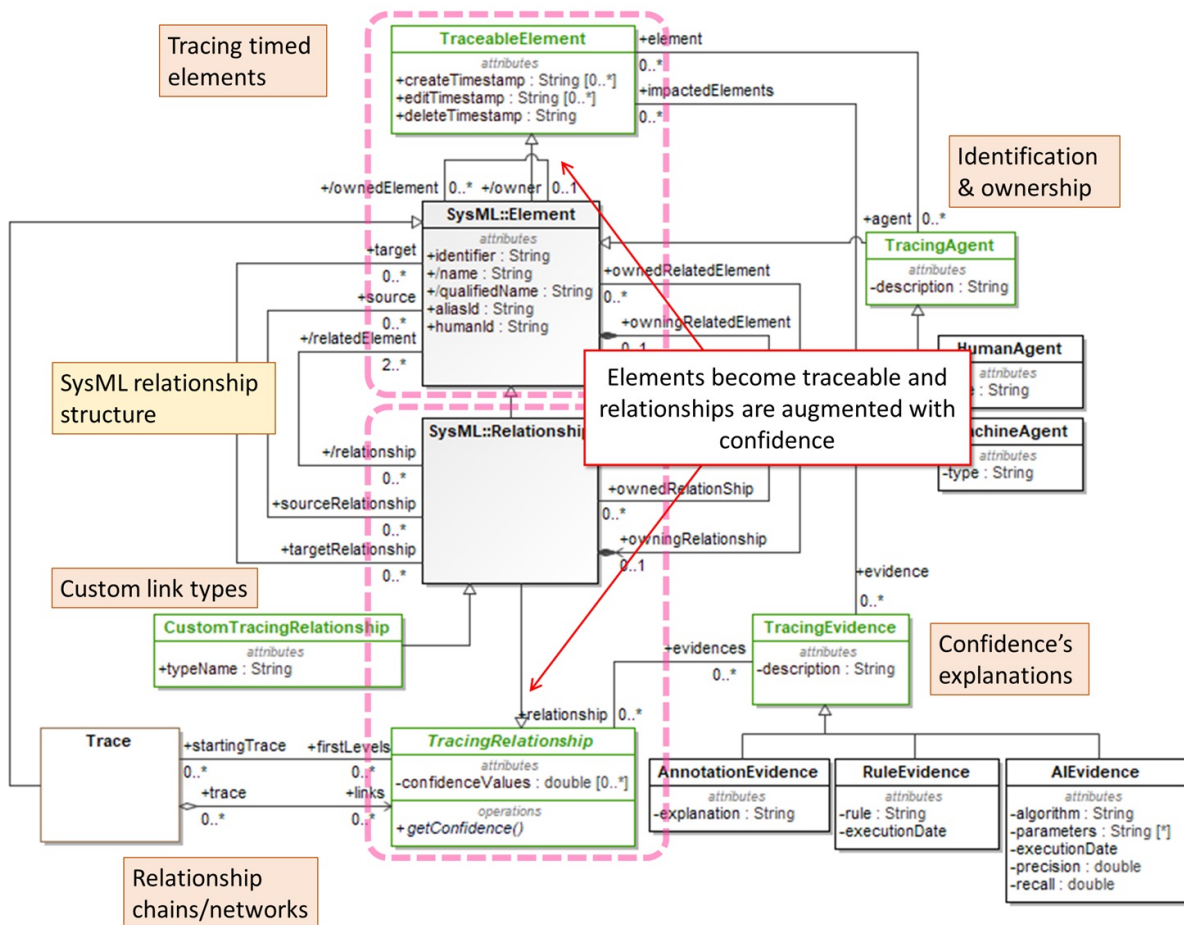 Tracing timed
elements
TraceableElement
attributes
+createTimestamp : String [0..*]
+editTimestamp : String [0..*]
+deleteTimestamp : String
+element
0..*
+impactedElements
0..*
Identification
& ownership
+/ownedElement 0..* +/owner 0..1
SysML::Element
attributes
+identifier : String
+/name : String
+/qualifiedName : String
+aliasId : String
+humanId : String
+agent 0..*
TracingAgent
attributes
-description : String
+target
0..*
+source
0..*
+/relatedElement
2..*
+ownedRelatedElement
0..*
+owningRelatedElement
0..1
SysML relationship
structure
Elements become traceable and
relationships are augmented with
confidence
HumanAgent
attributes
: String
attributes
-type : String
SysML::Relationship
+/relationship
0..*
+sourceRelationship
0..*
+targetRelationship
0..*
+ownedRelationShip
0..*
+owningRelationship
0..1
Custom link types
CustomTracingRelationship
attributes
+typeName : String
+evidence
0..*
TracingEvidence
attributes
-description : String
+evidences
0..*
Confidence's
explanations
+relationship 0..*
Trace
+startingTrace +firstLevels
0..* 0..*
+trace +links
0..* 0..*
TracingRelationship
attributes
-confidenceValues : double [0..*]
operations
+getConfidence()
AnnotationEvidence
attributes
-explanation : String
RuleEvidence
attributes
-rule : String
-executionDate
AIEvidence
attributes
-algorithm : String
-parameters : String [*]
-executionDate
-precision : double
-recall : double
Relationship
chains/networks